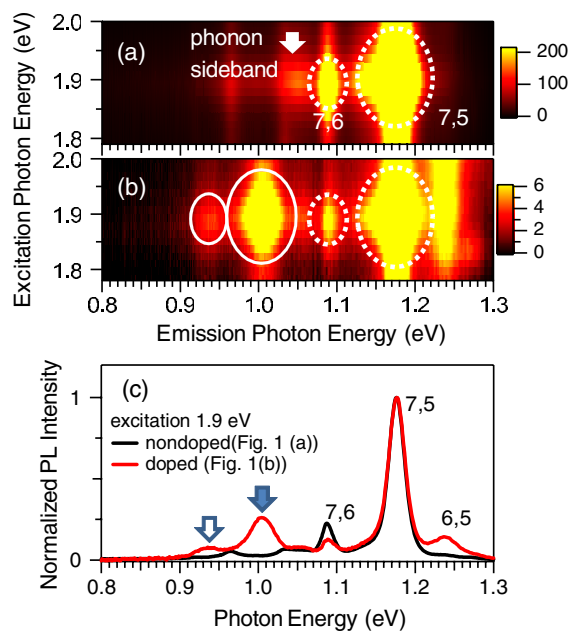 2.0
(a)
phonon
sideband
7,6
7,5
1.9
1.8
200
100
0
2.0
(b)
1.9
1.8
6
4
2
0
Excitation Photon Energy (eV)
0.8 0.9 1.0 1.1 1.2 1.3
Emission Photon Energy (eV)
(c)
1
excitation 1.9 eV
nondoped(Fig. 1 (a))
doped (Fig. 1(b))
7,5
7,6
6,5
0
Normalized PL Intensity
0.8 0.9 1.0 1.1 1.2 1.3
Photon Energy (eV)